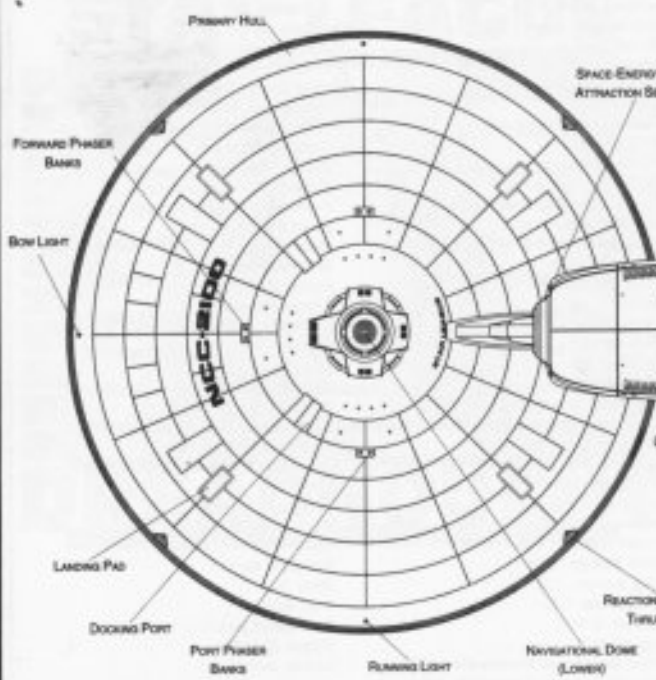 PRIMARY HULL
SPACE-ENERGY
ATTRACTION
FORWARD PHASER
BANKS
BOW LIGHT
NCC-2100
LANDING PAD
DOCKING PORT
PORT PHASER
BANKS
RUNNING LIGHT
NAVIGATIONAL DOME
(LOWER)
REACTION